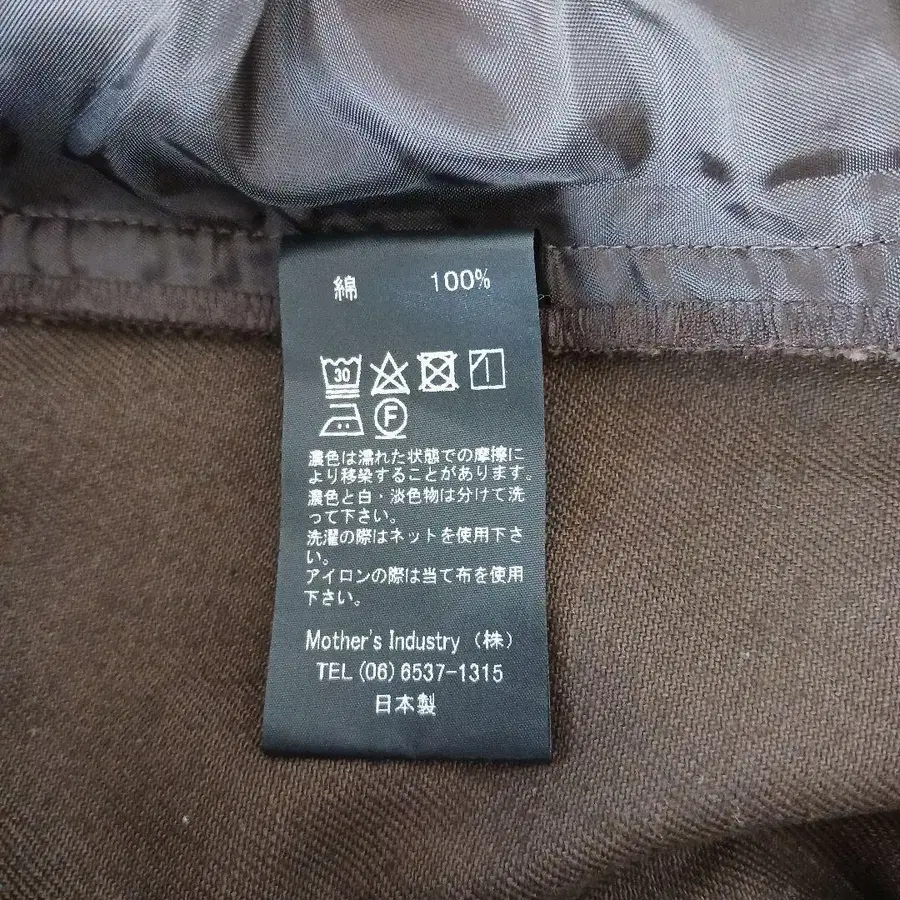 綿 100%
30
F
濃色は濡れた状態での摩擦に
より移染することがあります。
濃色と白・淡色物は分けて洗
って下さい。
洗濯の際はネットを使用下さ
い。
アイロンの際は当て布を使用
下さい。
Mother's Industry（株）
TEL(06)6537-1315
日本製